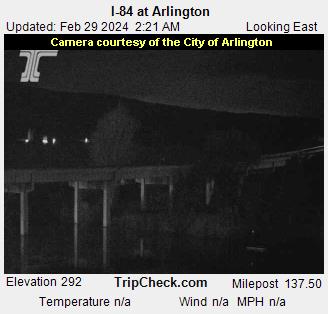 I-84 at Arlington
Updated: Feb 29 2024 2:21 AM Looking East
Camera courtesy of the City of Arlington
Elevation 292 TripCheck.com Milepost 137.50
Temperature n/a Wind n/a MPH n/a